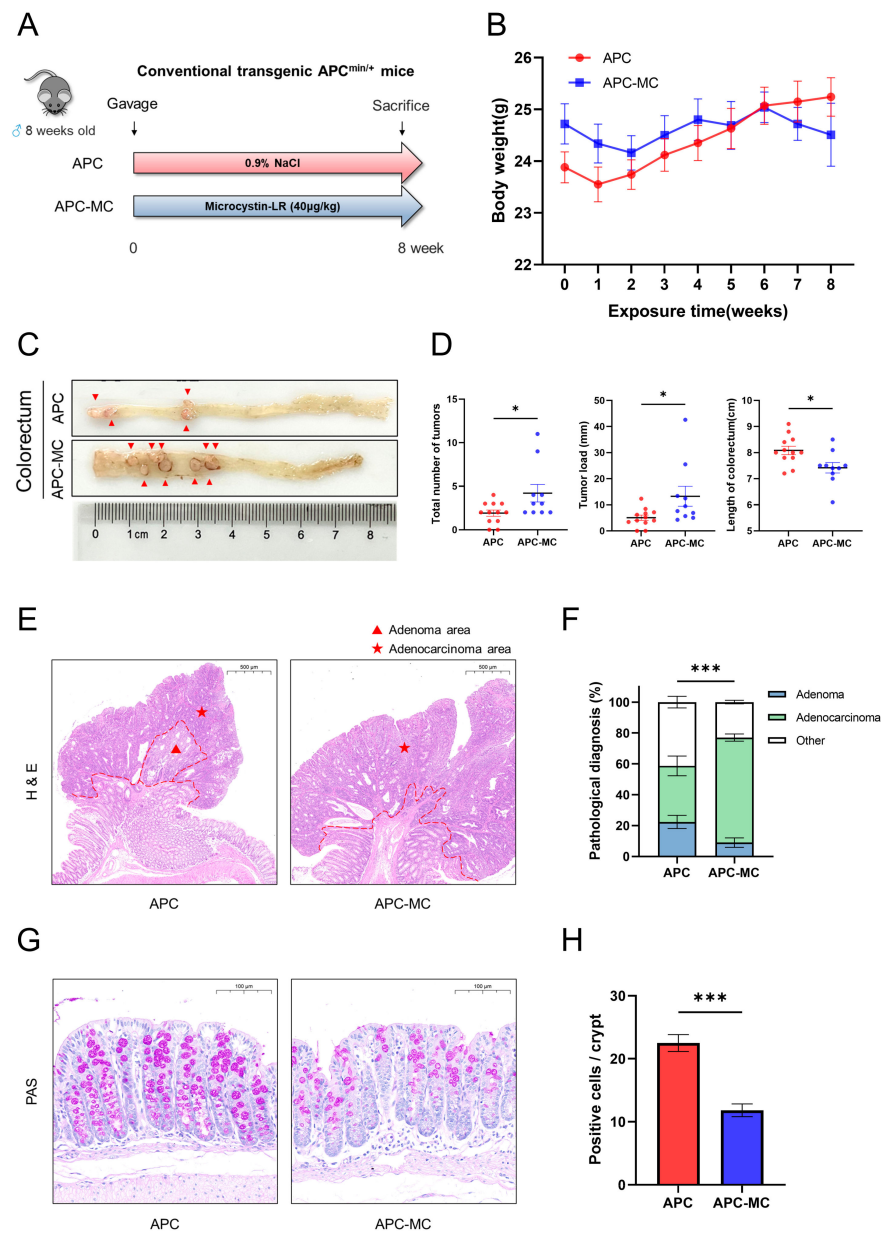 A
Conventional transgenic APCmin/+ mice
Gavage
Sacrifice
♂ 8 weeks old
APC
0.9% NaCl
APC-MC
Microcystin-LR (40μg/kg)
0
8 week
B
APC
APC-MC
Body weight(g)
26
25
24
23
22
0 1 2 3 4 5 6 7 8
Exposure time(weeks)
C
Colorectum
APC
APC-MC
0 1cm 2 3 4 5 6 7 8
D
Total number of tumors
15
10
5
0
*
APC APC-MC
Tumor load (mm)
50
40
30
20
10
0
*
APC APC-MC
Length of colorectum(cm)
10
9
8
7
6
5
*
APC APC-MC
E
Adenoma area
Adenocarcinoma area
H & E
500 μm
500 μm
APC
APC-MC
F
Pathological diagnosis (%)
100
80
60
40
20
0
***
APC APC-MC
Adenoma
Adenocarcinoma
Other
G
PAS
100 μm
100 μm
APC
APC-MC
H
Positive cells / crypt
30
20
10
0
***
APC APC-MC